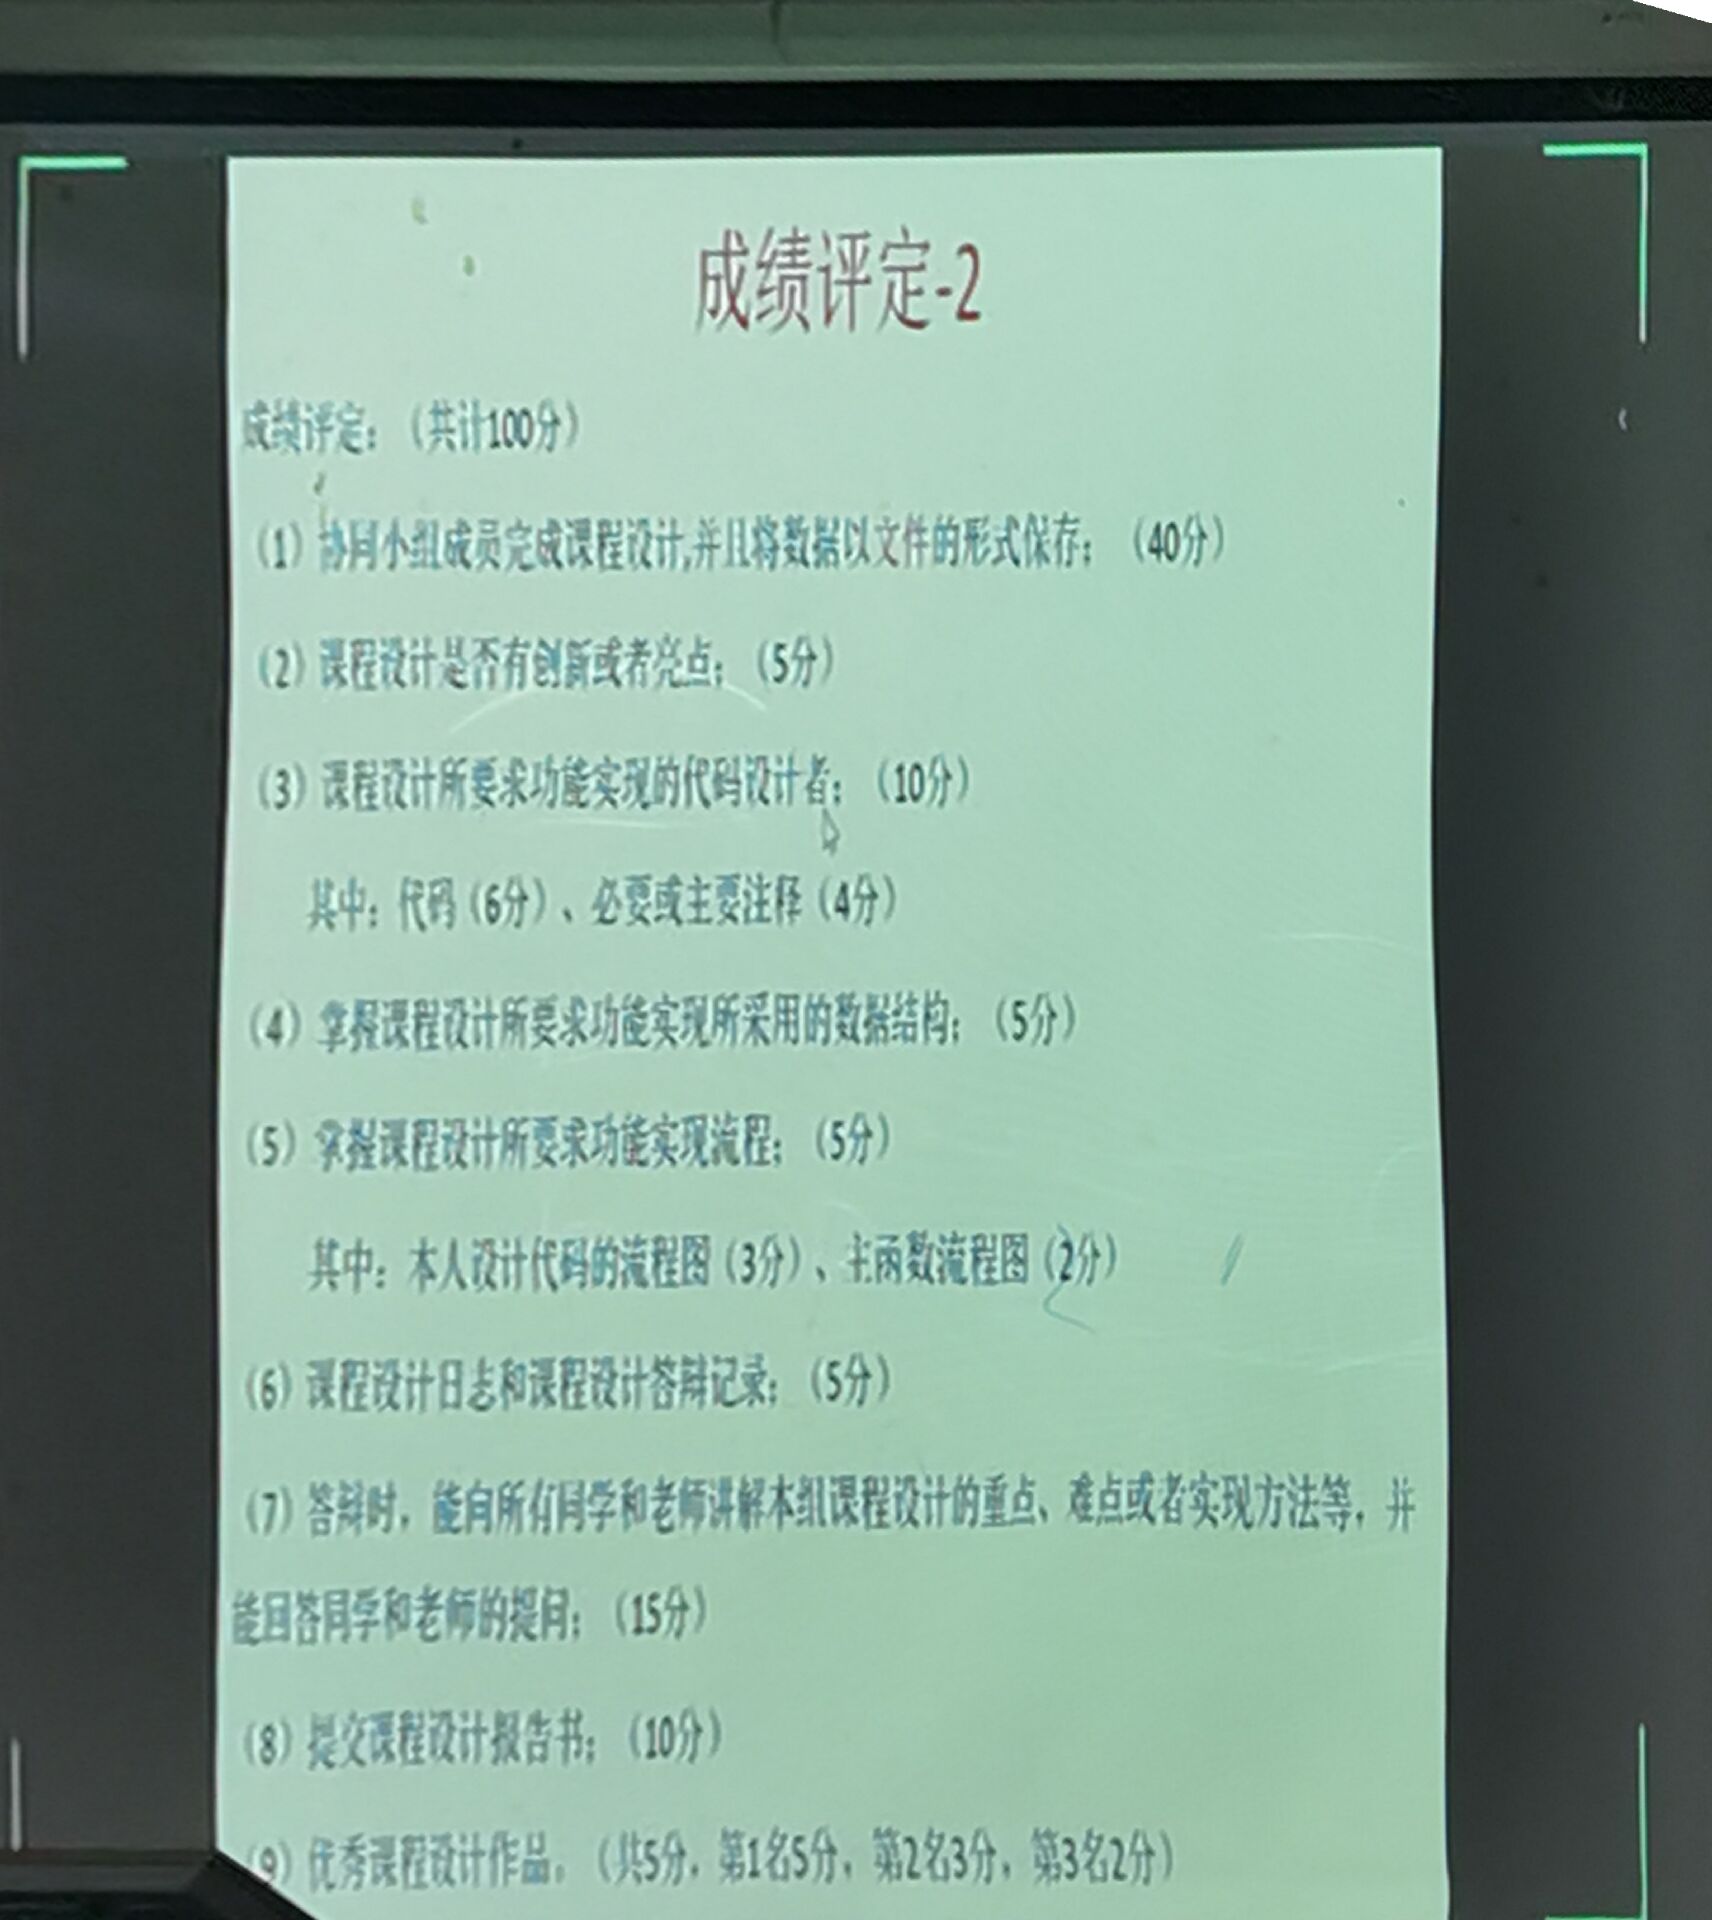 成绩评定-2
成绩评定：（共计100分）
（1）协同小组成员完成课程设计,并且将数据以文件的形式保存；（40分）
（2）课程设计是否有创新或者亮点；（5分）
（3）课程设计所要求功能实现的代码设计者；（10分）
其中：代码（6分）、必要或主要注释（4分）
（4）掌握课程设计所要求功能实现所采用的数据结构；（5分）
（5）掌握课程设计所要求功能实现流程；（5分）
其中：本人设计代码的流程图（3分）、主函数流程图（2分）
（6）课程设计日志和课程设计答辩记录；（5分）
（7）答辩时，能向所有同学和老师讲解本组课程设计的重点、难点或者实现方法等，并
能回答同学和老师的提问；（15分）
（8）提交课程设计报告书；（10分）
（9）优秀课程设计作品。（共5分，第1名5分，第2名3分，第3名2分）